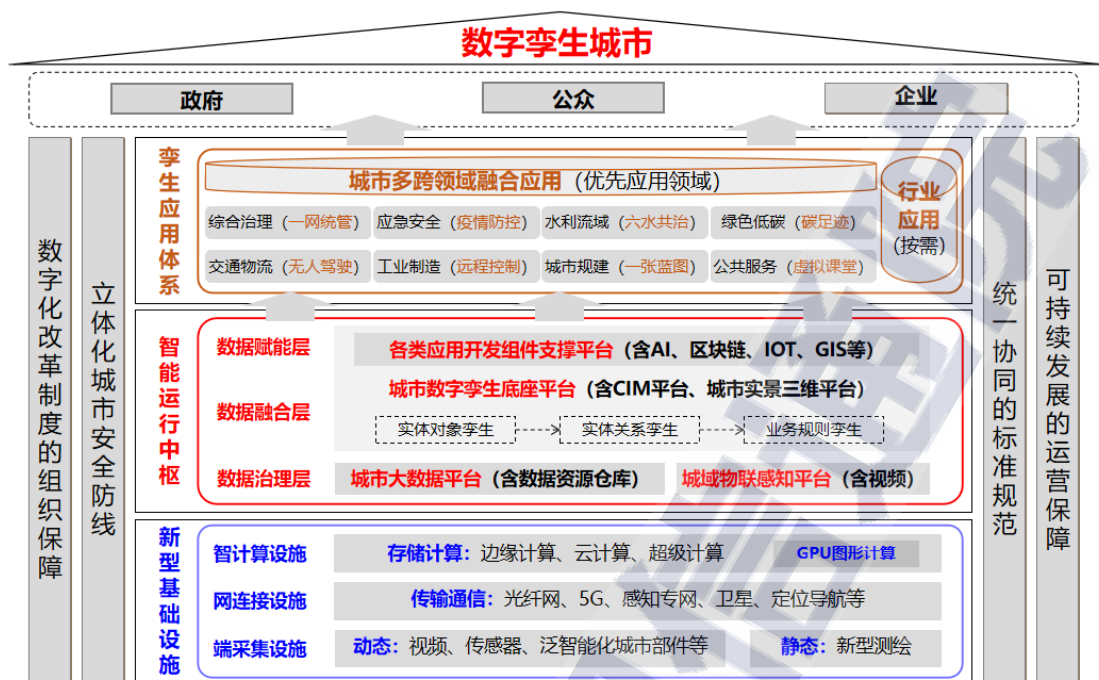 数字孪生城市
政府
公众
企业
数字化改革制度的组织保障
立体化城市安全防线
孪生应用体系
城市多跨领域融合应用（优先应用领域）
综合治理（一网统管）
应急安全（疫情防控）
水利流域（六水共治）
绿色低碳（碳足迹）
交通物流（无人驾驶）
工业制造（远程控制）
城市规建（一张蓝图）
公共服务（虚拟课堂）
行业
应用
（按需）
智能运行中枢
数据赋能层
各类应用开发组件支撑平台（含AI、区块链、IOT、GIS等）
数据融合层
城市数字孪生底座平台（含CIM平台、城市实景三维平台）
实体对象孪生
实体关系孪生
业务规则孪生
数据治理层
城市大数据平台（含数据资源仓库）
城域物联感知平台（含视频）
新型基础设施
智计算设施
存储计算：边缘计算、云计算、超级计算
GPU图形计算
网连接设施
传输通信：光纤网、5G、感知专网、卫星、定位导航等
端采集设施
动态：视频、传感器、泛智能化城市部件等
静态：新型测绘
统一协同的标准规范
可持续发展的运营保障
信通院